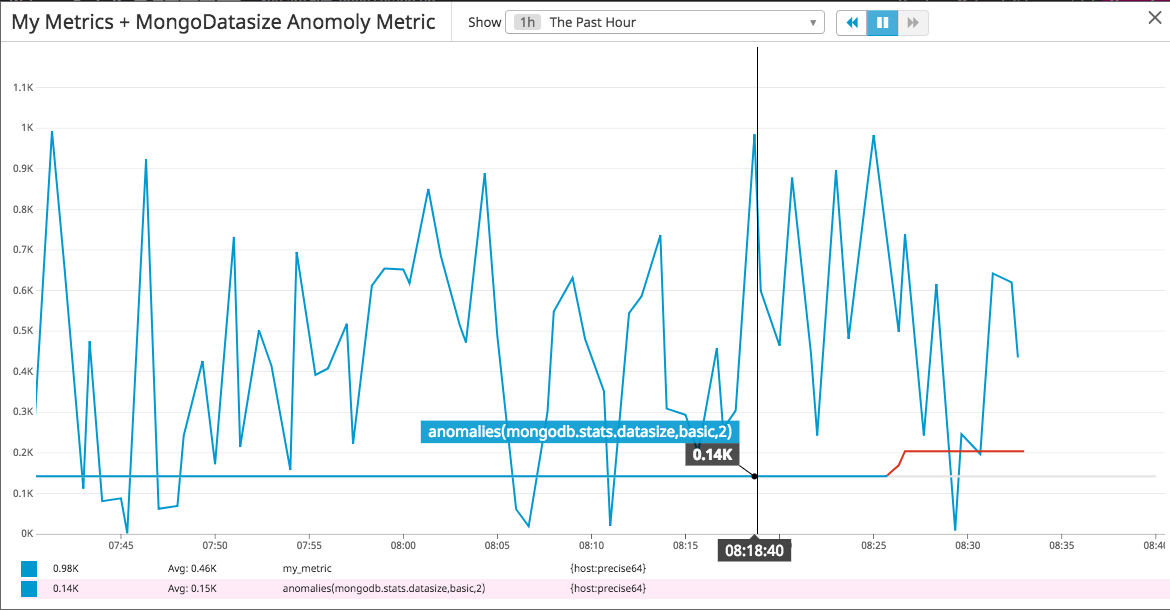 My Metrics + MongoDatasize Anomoly Metric
Show 1h The Past Hour
1.1K
1K
0.9K
0.8K
0.7K
0.6K
0.5K
0.4K
0.3K
0.2K
0.1K
0K
anomalies(mongodb.stats.datasize,basic,2)
0.14K
07:45 07:50 07:55 08:00 08:05 08:10 08:15 08:18:40 08:25 08:30 08:35
0.98K Avg: 0.46K my_metric {host:precise64}
0.14K Avg: 0.15K anomalies(mongodb.stats.datasize,basic,2) {host:precise64}